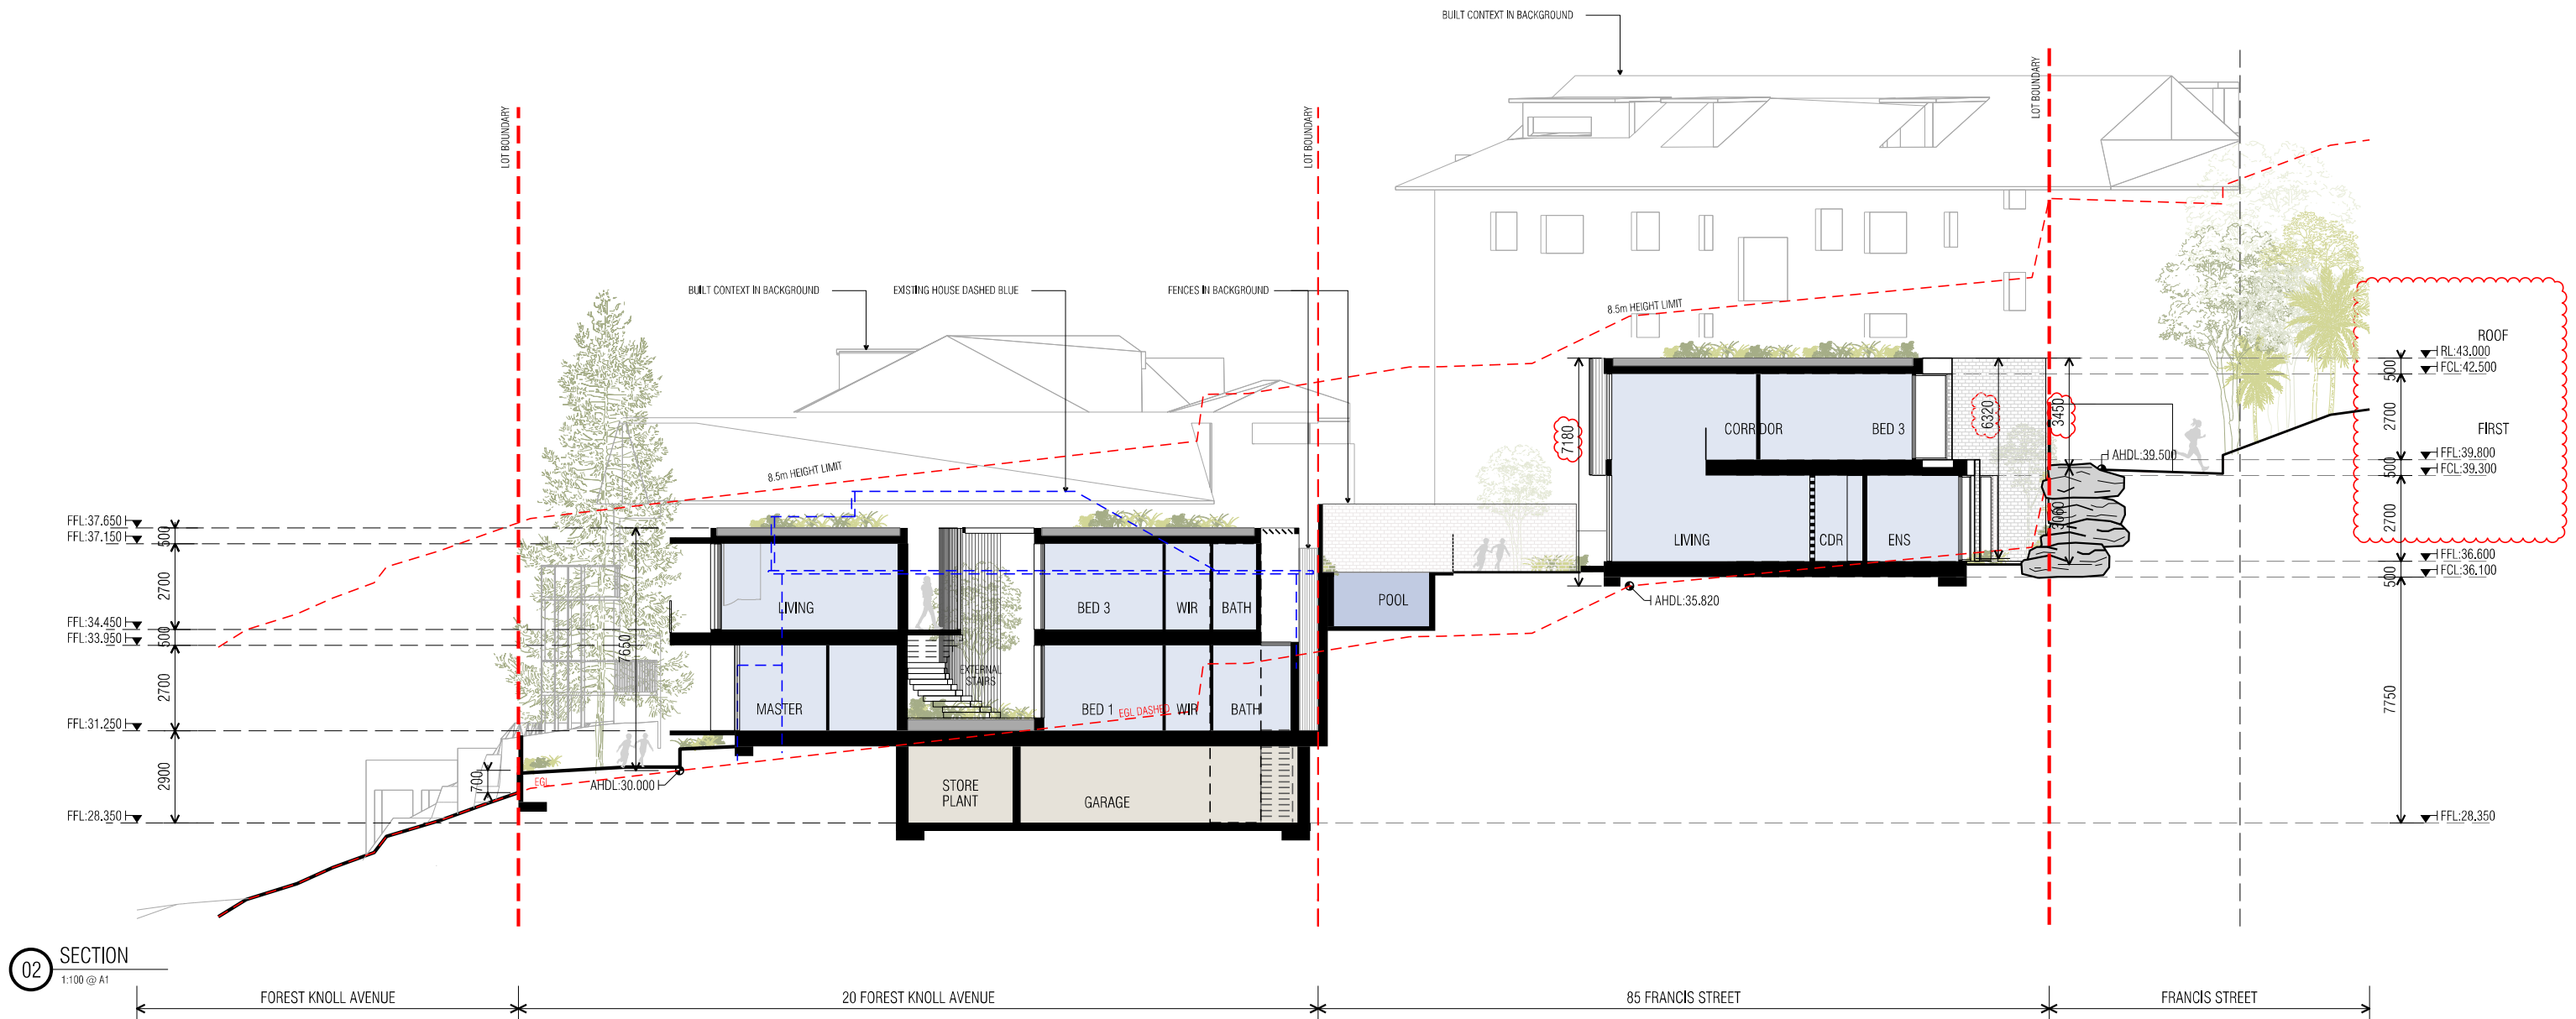 BUILT CONTEXT IN BACKGROUND
LOT BOUNDARY
LOT BOUNDARY
LOT BOUNDARY
BUILT CONTEXT IN BACKGROUND
EXISTING HOUSE DASHED BLUE
FENCES IN BACKGROUND
8.5m HEIGHT LIMIT
8.5m HEIGHT LIMIT
ROOF
RL:43.000
FCL:42.500
500
2700
FIRST
FFL:39.800
FCL:39.300
500
2700
FFL:36.600
FCL:36.100
500
7750
FFL:28.350
7180
CORRIDOR
BED 3
6320
3450
AHDL:39.500
3060
LIVING
CDR
ENS
AHDL:35.820
POOL
FFL:37.650
FFL:37.150
500
2700
FFL:34.450
FFL:33.950
500
2700
FFL:31.250
2900
FFL:28.350
700
EGL
7650
AHDL:30.000
LIVING
BED 3
WIR
BATH
EXTERNAL
STAIRS
MASTER
BED 1
EGL DASHED
WIR
BATH
STORE
PLANT
GARAGE
02
SECTION
1:100 @ A1
FOREST KNOLL AVENUE
20 FOREST KNOLL AVENUE
85 FRANCIS STREET
FRANCIS STREET